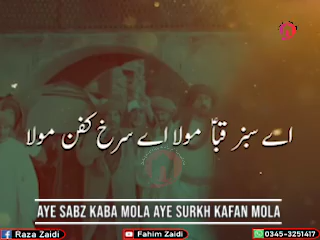 اے سبز قبا مولا اے سرخ کفن مولا
AYE SABZ KABA MOLA AYE SURKH KAFAN MOLA
Raza Zaidi Fahim Zaidi 0345-3251417